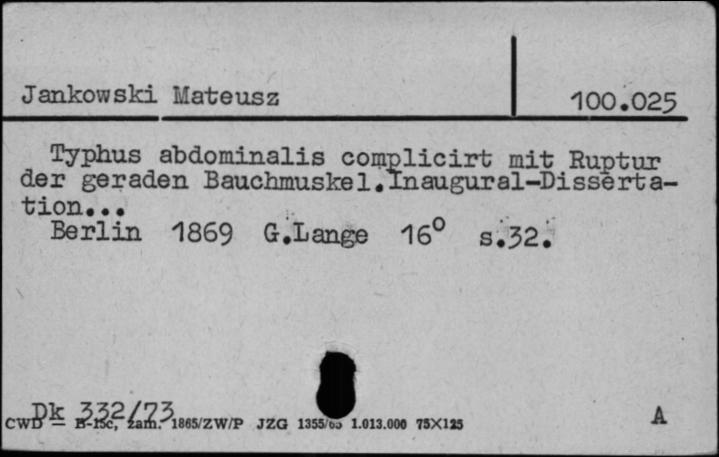 Jankowski Mateusz 100.025
Typhus abdominalis complicirt mit Ruptur
der geraden Bauchmuskel.Inaugural-Disserta-
tion...
Berlin 1869 G.Lange 16° s.32.
Dk 332/73 A
CWD — B-15c, zam. 1865/ZW/P JZG 1355/65 1.013.000 75X125